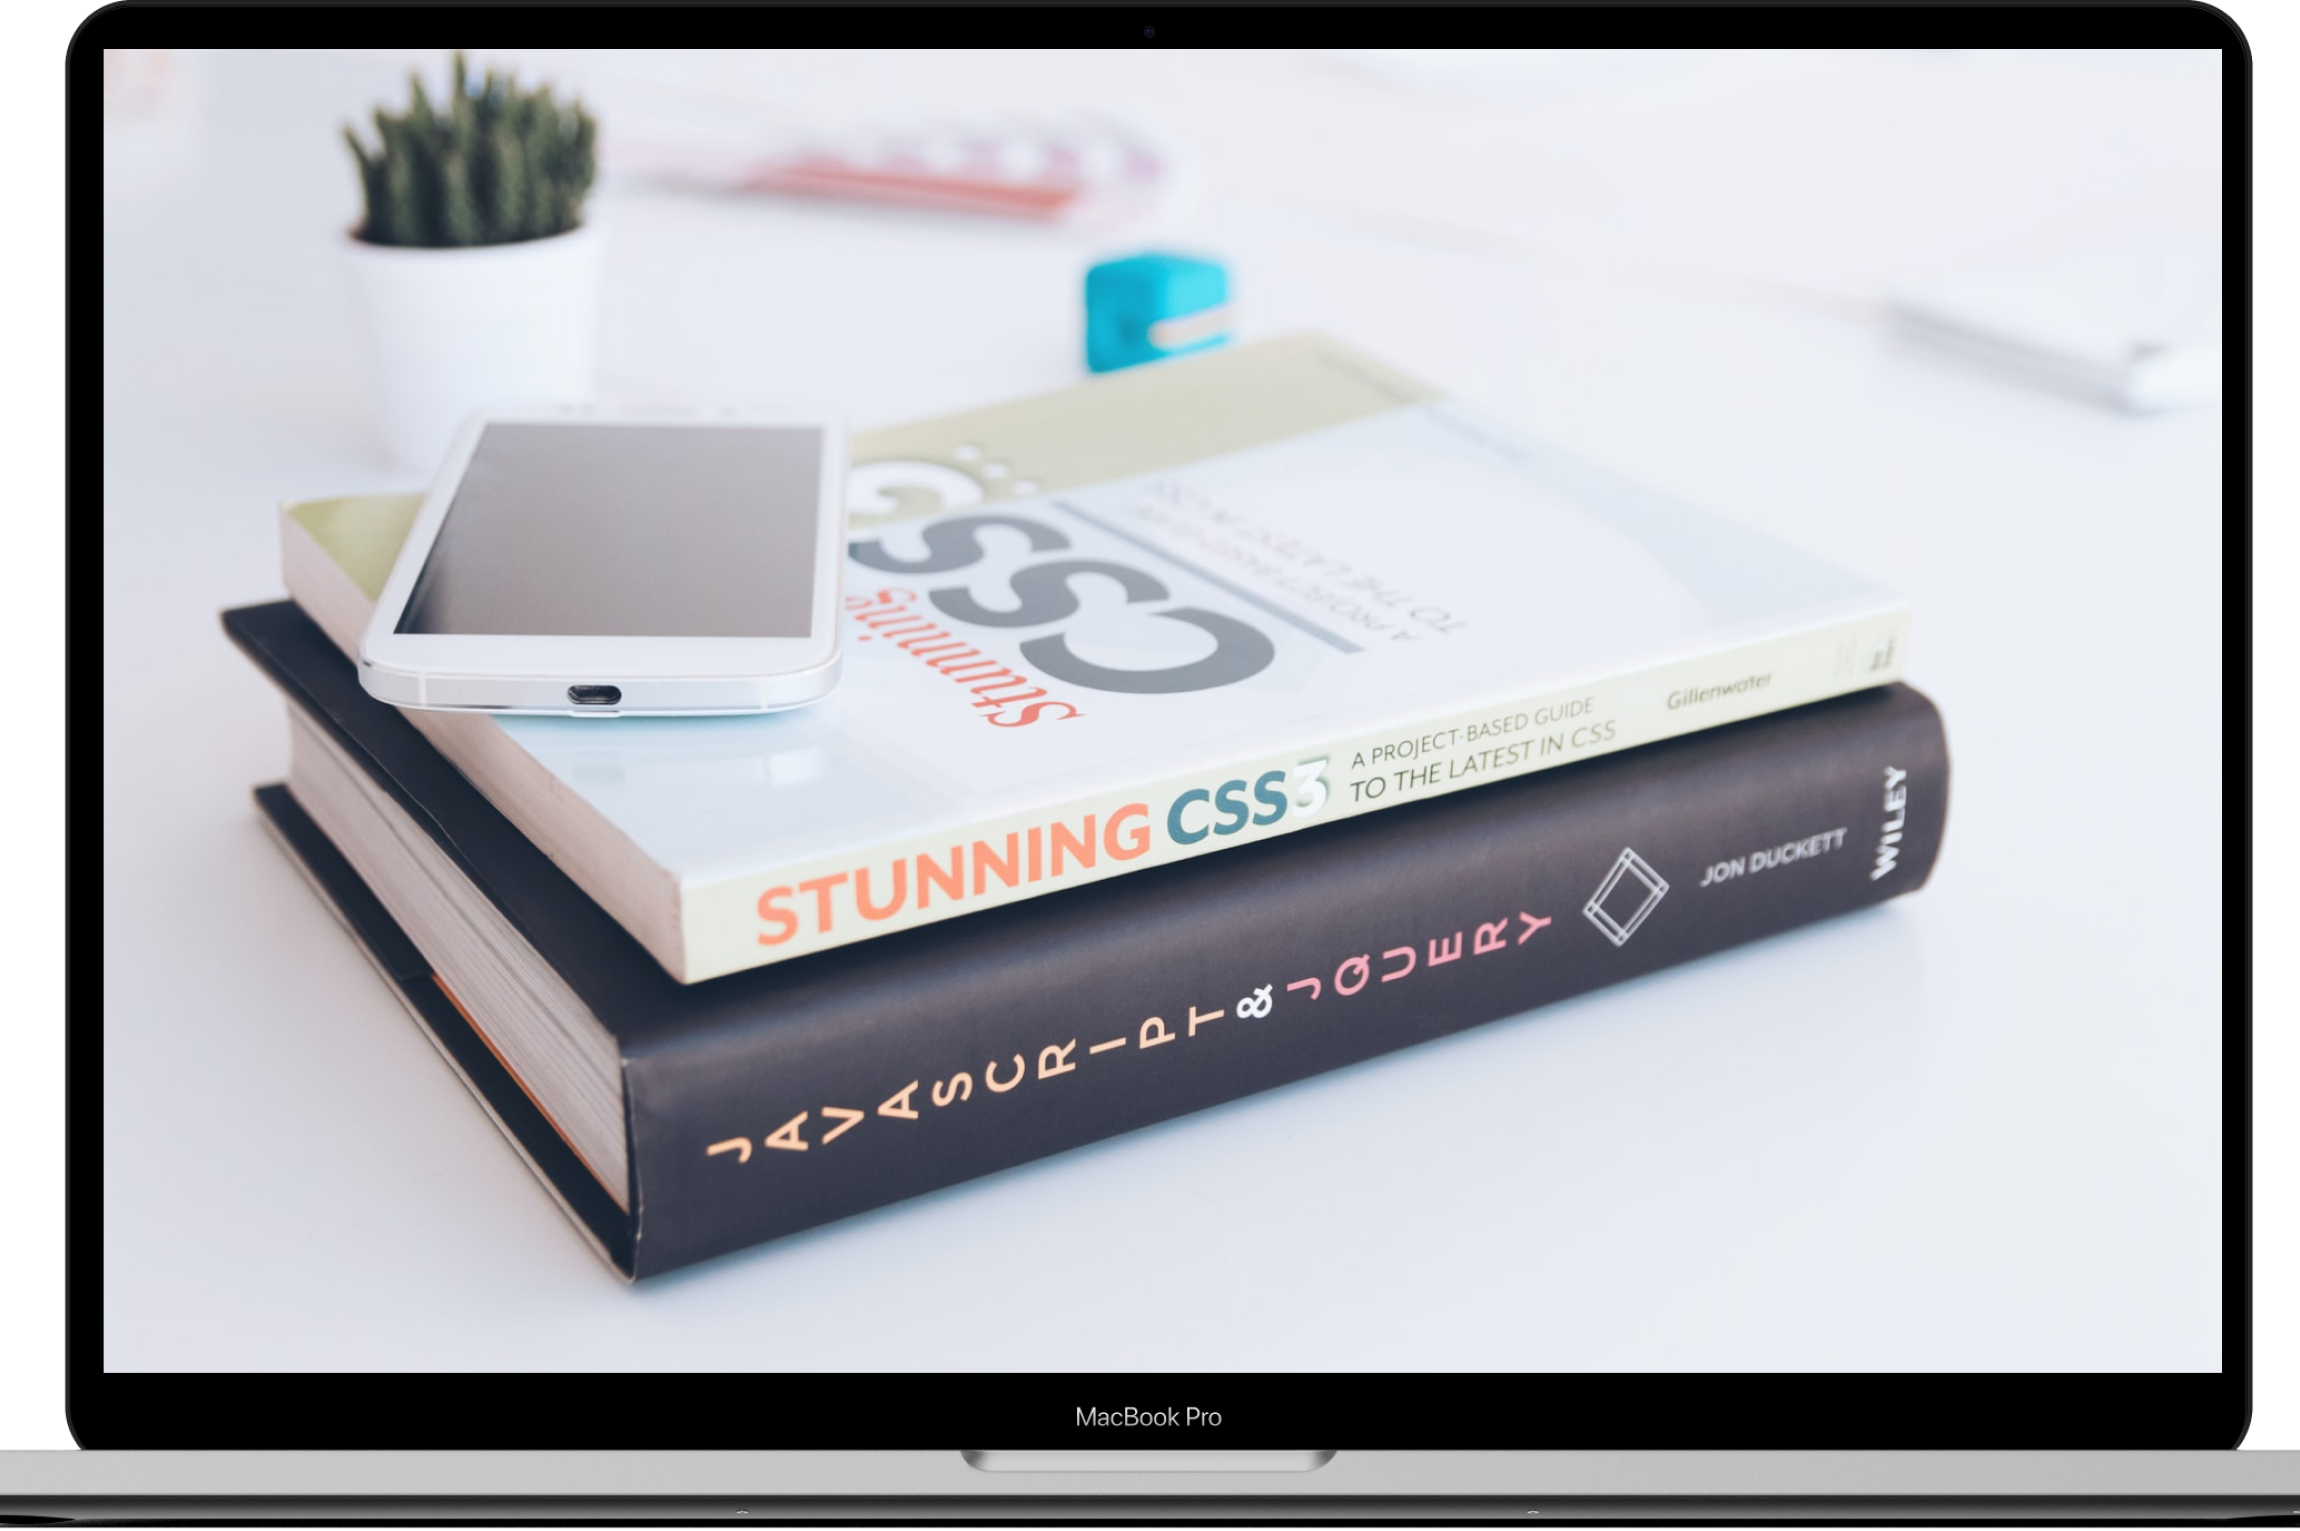 CSS
Stunning
A PROJECT-BASED GUIDE
TO THE LATEST IN CSS
STUNNING CSS3
A PROJECT-BASED GUIDE
TO THE LATEST IN CSS
Gillenwater
JAVASCRIPT & JQUERY
JON DUCKETT
WILEY
MacBook Pro